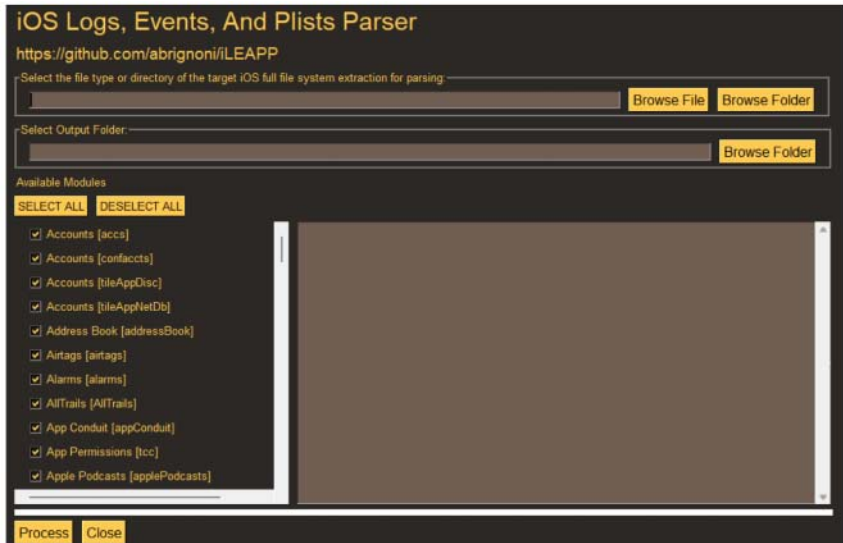 iOS Logs, Events, And Plists Parser
https://github.com/abrignoni/iLEAPP
Select the file type or directory of the target iOS full file system extraction for parsing:
Browse File Browse Folder
Select Output Folder:
Browse Folder
Available Modules
SELECT ALL DESELECT ALL
Accounts [accs]
Accounts [confaccts]
Accounts [tileAppDisc]
Accounts [tileAppNetDb]
Address Book [addressBook]
Airtags [airtags]
Alarms [alarms]
AllTrails [AllTrails]
App Conduit [appConduit]
App Permissions [tcc]
Apple Podcasts [applePodcasts]
Process Close